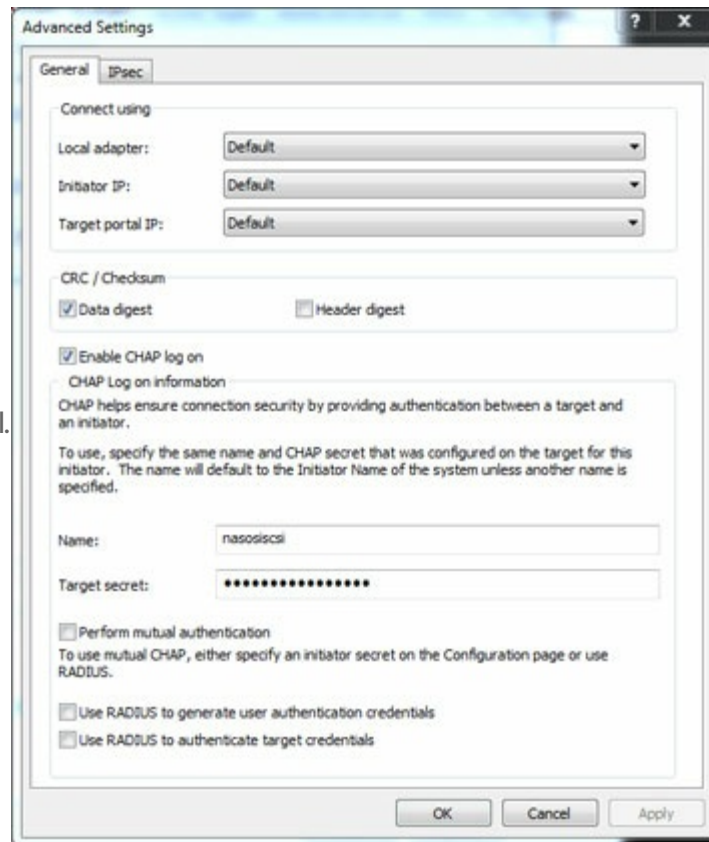 Advanced Settings
? X
General IPsec
Connect using
Local adapter: Default
Initiator IP: Default
Target portal IP: Default
CRC / Checksum
Data digest Header digest
Enable CHAP log on
CHAP Log on information
CHAP helps ensure connection security by providing authentication between a target and
an initiator.
To use, specify the same name and CHAP secret that was configured on the target for this
initiator. The name will default to the Initiator Name of the system unless another name is
specified.
Name: nasosiscsi
Target secret: ••••••••••••••••
Perform mutual authentication
To use mutual CHAP, either specify an initiator secret on the Configuration page or use
RADIUS.
Use RADIUS to generate user authentication credentials
Use RADIUS to authenticate target credentials
OK Cancel Apply